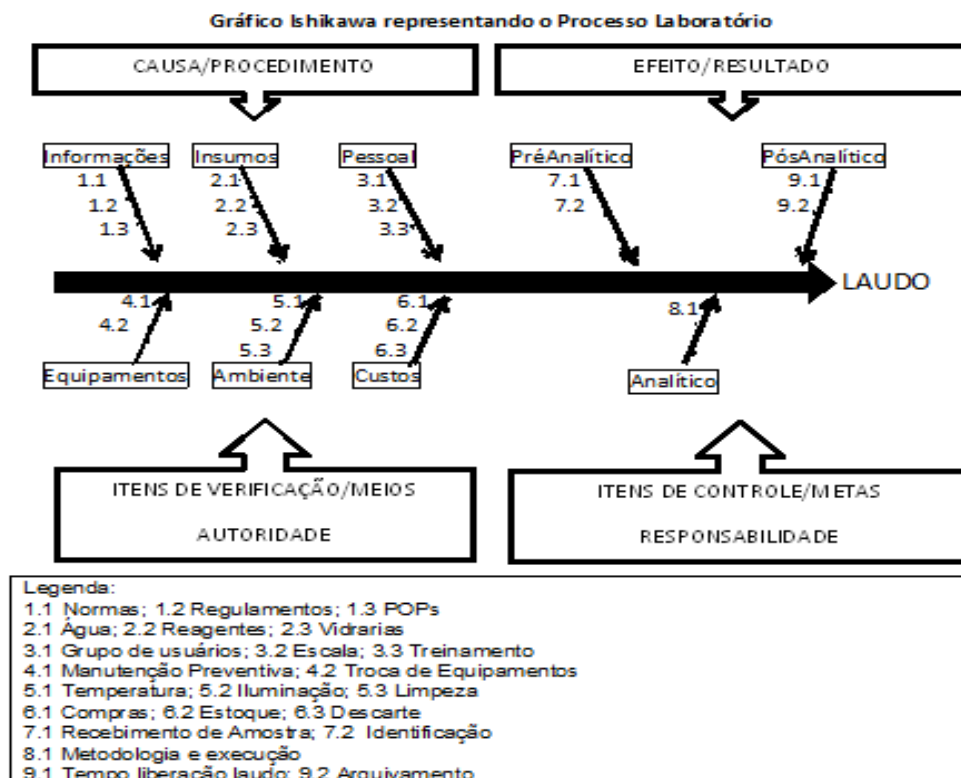 Gráfico Ishikawa representando o Processo Laboratório
CAUSA/PROCEDIMENTO
EFEITO/RESULTADO
Informações
Insumos
Pessoal
PréAnalítico
PósAnalítico
1.1
2.1
3.1
7.1
9.1
1.2
2.2
3.2
7.2
9.2
1.3
2.3
3.3
LAUDO
4.1
5.1
6.1
8.1
4.2
5.2
6.2
5.3
6.3
Equipamentos
Ambiente
Custos
Analítico
ITENS DE VERIFICAÇÃO/MEIOS
AUTORIDADE
ITENS DE CONTROLE/METAS
RESPONSABILIDADE
Legenda:
1.1 Normas; 1.2 Regulamentos; 1.3 POPs
2.1 Água; 2.2 Reagentes; 2.3 Vidrarias
3.1 Grupo de usuários; 3.2 Escala; 3.3 Treinamento
4.1 Manutenção Preventiva; 4.2 Troca de Equipamentos
5.1 Temperatura; 5.2 Iluminação; 5.3 Limpeza
6.1 Compras; 6.2 Estoque; 6.3 Descarte
7.1 Recebimento de Amostra; 7.2 Identificação
8.1 Metodologia e execução
9.1 Tempo liberação laudo; 9.2 Arquivamento